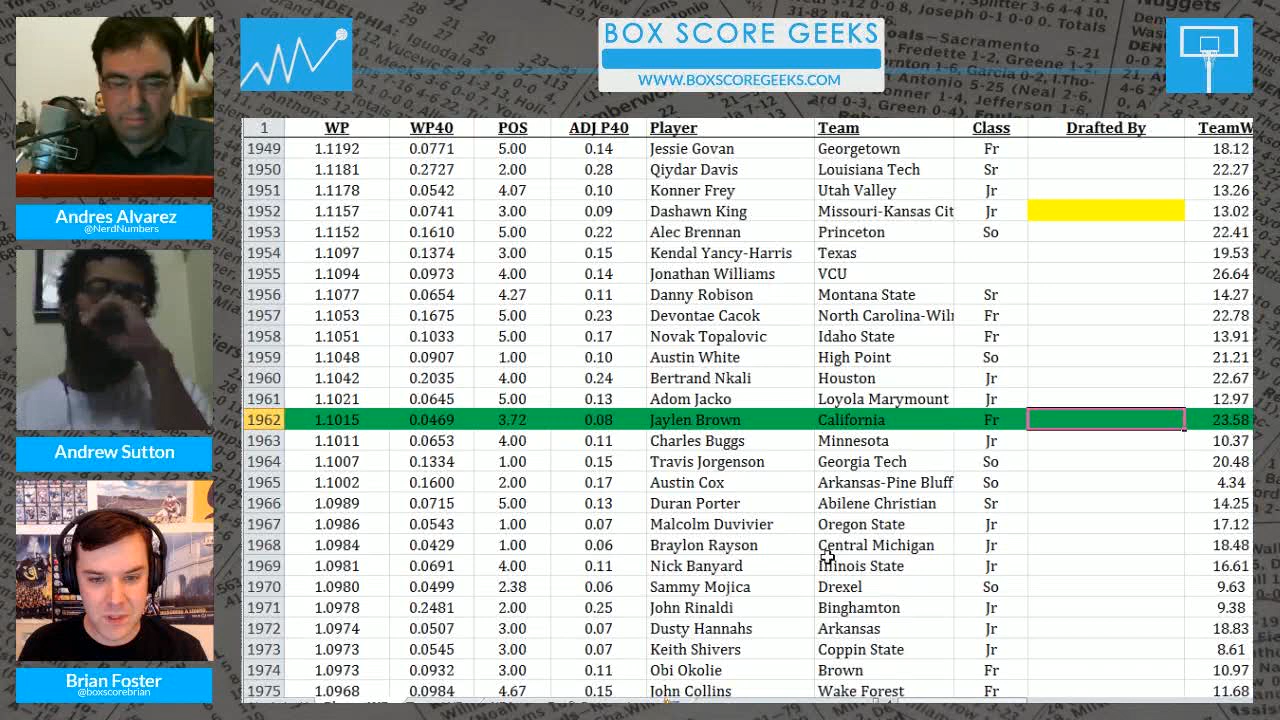 BOX SCORE GEEKS
WWW.BOXSCOREGEEKS.COM
Andres Alvarez
@NerdNumbers
Andrew Sutton
Brian Foster
@boxscorebrian
1 WP WP40 POS ADJ P40 Player Team Class Drafted By TeamW
1949 1.1192 0.0771 5.00 0.14 Jessie Govan Georgetown Fr 18.12
1950 1.1181 0.2727 2.00 0.28 Qiydar Davis Louisiana Tech Sr 22.27
1951 1.1178 0.0542 4.07 0.10 Konner Frey Utah Valley Jr 13.26
1952 1.1157 0.0741 3.00 0.09 Dashawn King Missouri-Kansas Cit Jr 13.02
1953 1.1152 0.1610 5.00 0.22 Alec Brennan Princeton So 22.41
1954 1.1097 0.1374 3.00 0.15 Kendal Yancy-Harris Texas 19.53
1955 1.1094 0.0973 4.00 0.14 Jonathan Williams VCU 26.64
1956 1.1077 0.0654 4.27 0.11 Danny Robison Montana State Sr 14.27
1957 1.1053 0.1675 5.00 0.23 Devontae Cacok North Carolina-Wiln Fr 22.78
1958 1.1051 0.1033 5.00 0.17 Novak Topalovic Idaho State Fr 13.91
1959 1.1048 0.0907 1.00 0.10 Austin White High Point So 21.21
1960 1.1042 0.2035 4.00 0.24 Bertrand Nkali Houston Jr 22.67
1961 1.1021 0.0645 5.00 0.13 Adom Jacko Loyola Marymount Jr 12.97
1962 1.1015 0.0469 3.72 0.08 Jaylen Brown California Fr 23.58
1963 1.1011 0.0653 4.00 0.11 Charles Buggs Minnesota Jr 10.37
1964 1.1007 0.1334 1.00 0.15 Travis Jorgenson Georgia Tech So 20.48
1965 1.1002 0.1600 2.00 0.17 Austin Cox Arkansas-Pine Bluff So 4.34
1966 1.0989 0.0715 5.00 0.13 Duran Porter Abilene Christian Sr 14.25
1967 1.0986 0.0543 1.00 0.07 Malcolm Duvivier Oregon State Jr 17.12
1968 1.0984 0.0429 1.00 0.06 Braylon Rayson Central Michigan Jr 18.48
1969 1.0981 0.0691 4.00 0.11 Nick Banyard Illinois State Jr 16.61
1970 1.0980 0.0499 2.38 0.06 Sammy Mojica Drexel So 9.63
1971 1.0978 0.2481 2.00 0.25 John Rinaldi Binghamton Jr 9.38
1972 1.0974 0.0507 3.00 0.07 Dusty Hannahs Arkansas Jr 18.83
1973 1.0973 0.0545 3.00 0.07 Keith Shivers Coppin State Jr 8.61
1974 1.0973 0.0932 3.00 0.11 Obi Okolie Brown Fr 10.97
1975 1.0968 0.0984 4.67 0.15 John Collins Wake Forest Fr 11.68